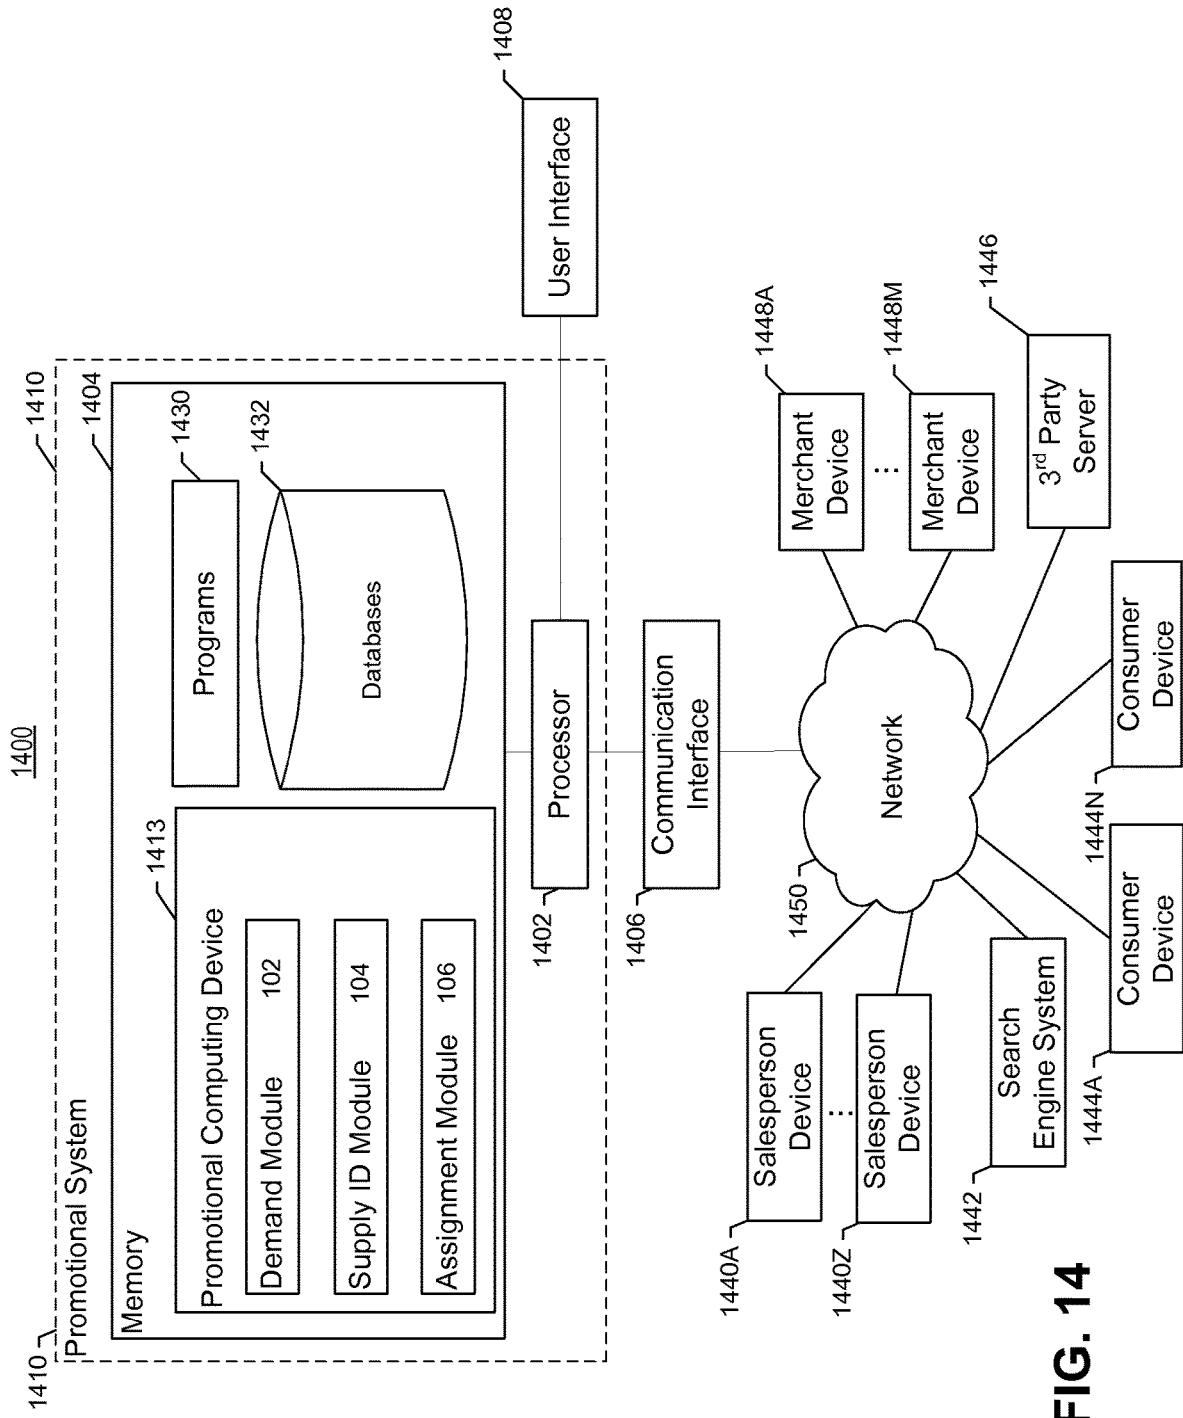 1400
1410
1410
Promotional System
1404
Memory
1413
Promotional Computing Device
Demand Module 102
Supply ID Module 104
Assignment Module 106
1430
Programs
1432
Databases
1402
Processor
1408
User Interface
1406
Communication
Interface
1450
Network
1440A
Salesperson
Device
...
1440Z
Salesperson
Device
1442
Search
Engine System
1444A
Consumer
Device
1444N
Consumer
Device
1448A
Merchant
Device
...
1448M
Merchant
Device
1446
3rd Party
Server
FIG. 14